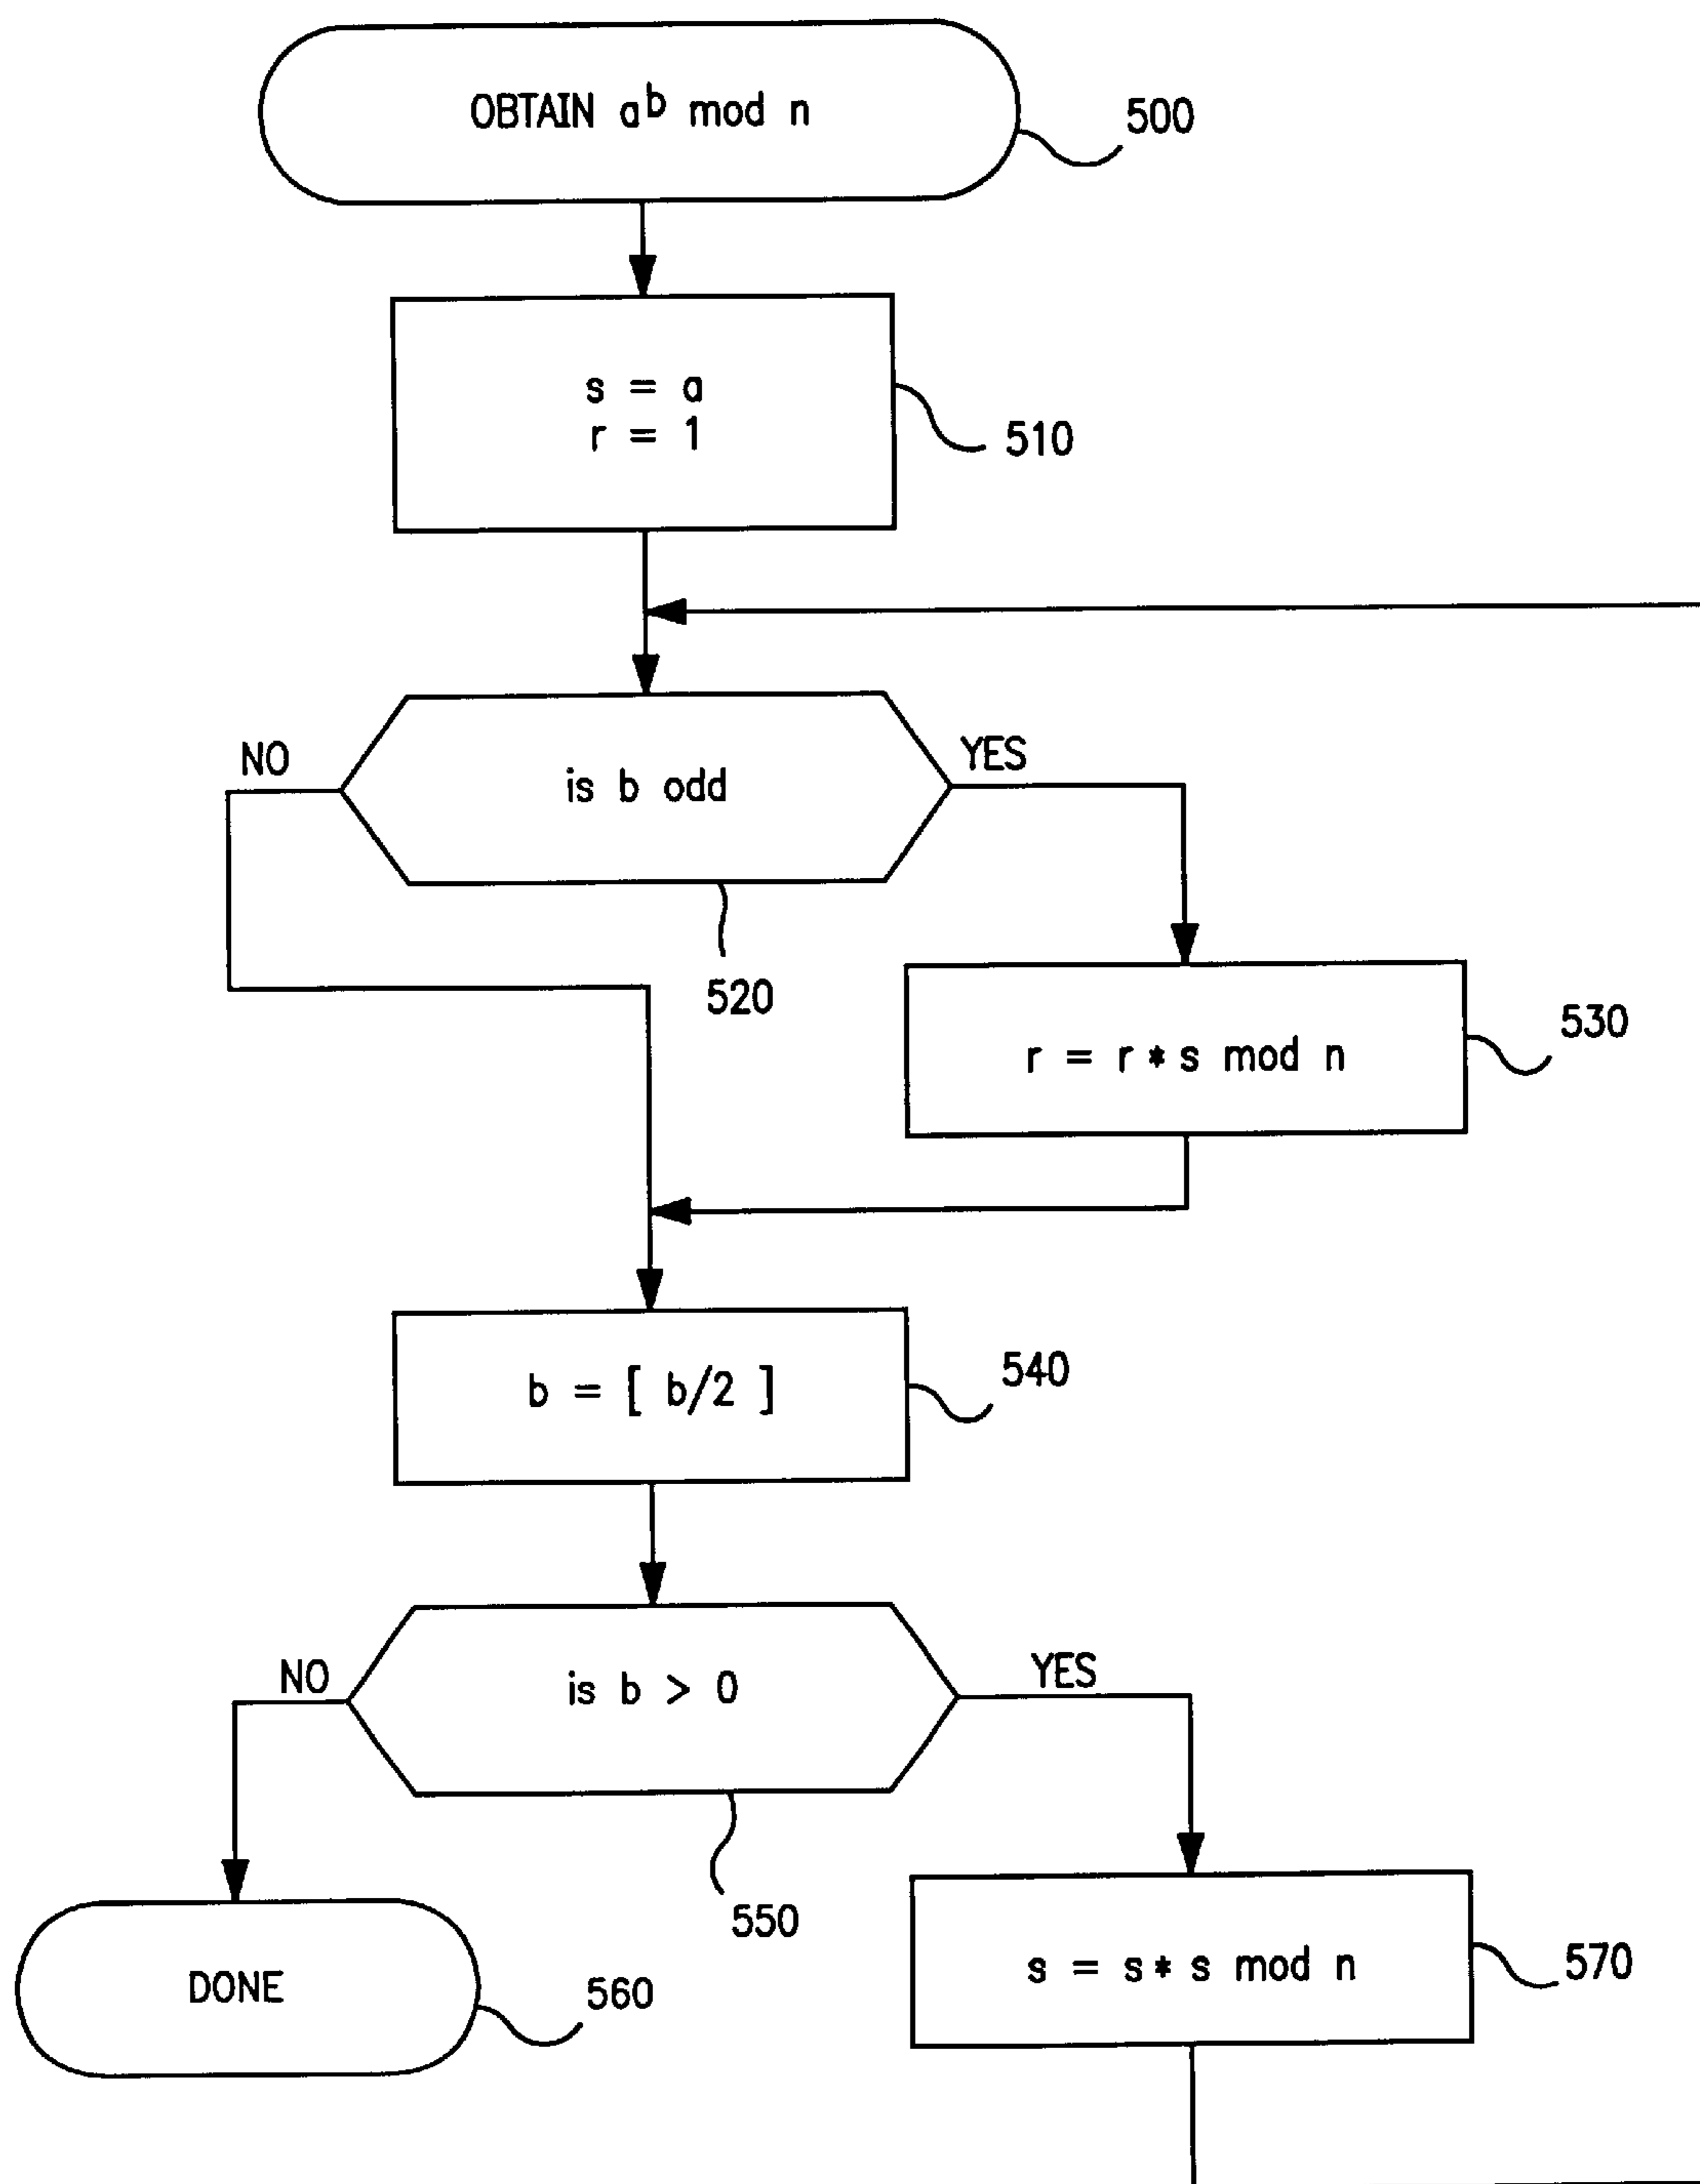 OBTAIN aᵇ mod n
500
s = a
r = 1
510
NO
is b odd
YES
520
r = r * s mod n
530
b = [ b/2 ]
540
NO
is b > 0
YES
550
DONE
560
s = s * s mod n
570